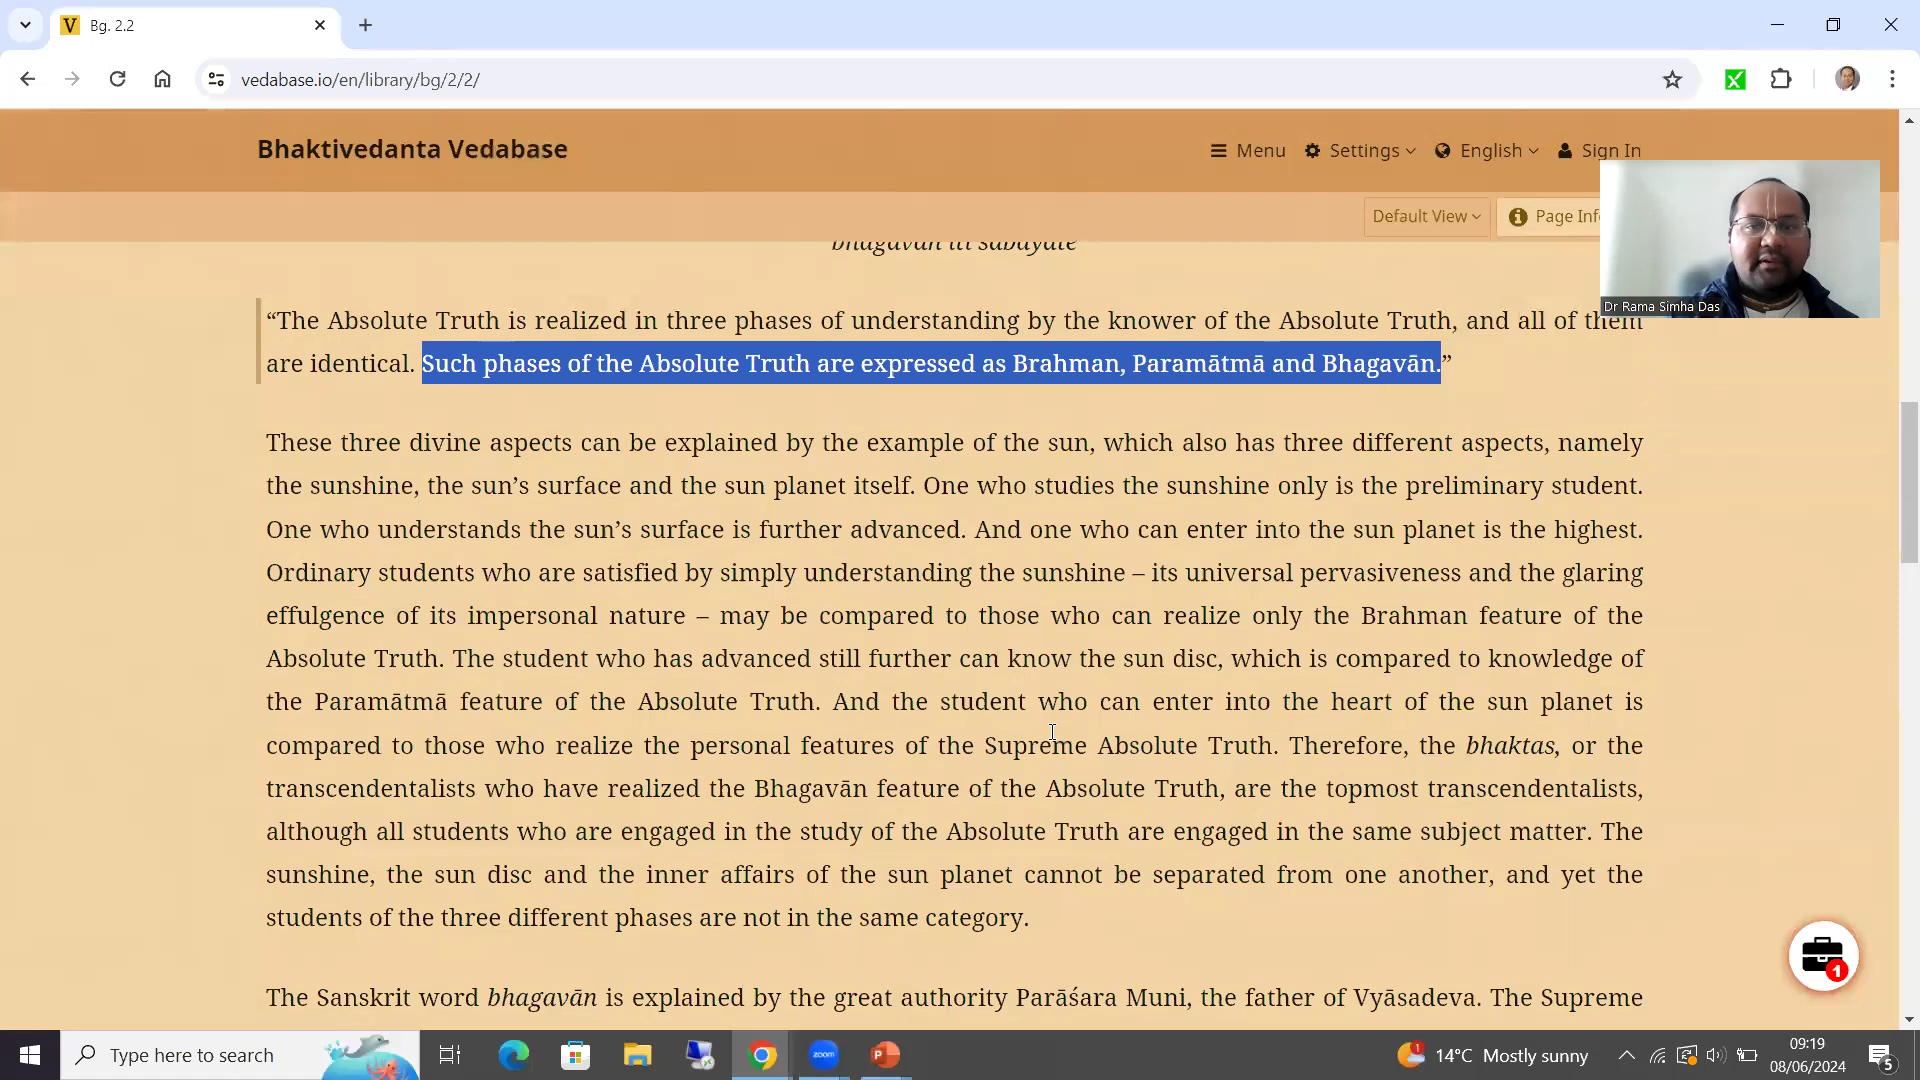 Bg. 2.2
vedabase.io/en/library/bg/2/2/
Bhaktivedanta Vedabase
Menu
Settings
English
Sign In
Default View
Page Inf
bhagavān iti śabdyate
Dr Rama Simha Das
“The Absolute Truth is realized in three phases of understanding by the knower of the Absolute Truth, and all of them
are identical. Such phases of the Absolute Truth are expressed as Brahman, Paramātmā and Bhagavān.”
These three divine aspects can be explained by the example of the sun, which also has three different aspects, namely
the sunshine, the sun’s surface and the sun planet itself. One who studies the sunshine only is the preliminary student.
One who understands the sun’s surface is further advanced. And one who can enter into the sun planet is the highest.
Ordinary students who are satisfied by simply understanding the sunshine – its universal pervasiveness and the glaring
effulgence of its impersonal nature – may be compared to those who can realize only the Brahman feature of the
Absolute Truth. The student who has advanced still further can know the sun disc, which is compared to knowledge of
the Paramātmā feature of the Absolute Truth. And the student who can enter into the heart of the sun planet is
compared to those who realize the personal features of the Supreme Absolute Truth. Therefore, the bhaktas, or the
transcendentalists who have realized the Bhagavān feature of the Absolute Truth, are the topmost transcendentalists,
although all students who are engaged in the study of the Absolute Truth are engaged in the same subject matter. The
sunshine, the sun disc and the inner affairs of the sun planet cannot be separated from one another, and yet the
students of the three different phases are not in the same category.
1
The Sanskrit word bhagavān is explained by the great authority Parāśara Muni, the father of Vyāsadeva. The Supreme
Type here to search
zoom
1
14°C Mostly sunny
09:19
08/06/2024
5